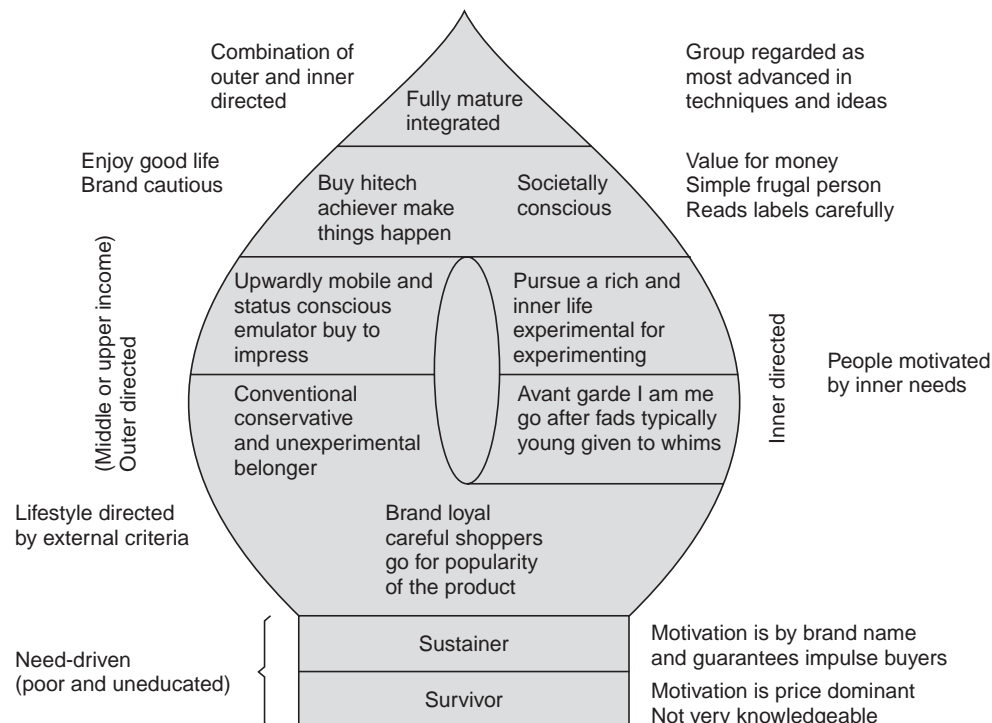 Combination of
outer and inner
directed
Group regarded as
most advanced in
techniques and ideas
Fully mature
integrated
Enjoy good life
Brand cautious
Value for money
Simple frugal person
Reads labels carefully
Buy hitech
achiever make
things happen
Societally
conscious
(Middle or upper income)
Outer directed
Upwardly mobile and
status conscious
emulator buy to
impress
Pursue a rich and
inner life
experimental for
experimenting
Inner directed
People motivated
by inner needs
Conventional
conservative
and unexperimental
belonger
Avant garde I am me
go after fads typically
young given to whims
Lifestyle directed
by external criteria
Brand loyal
careful shoppers
go for popularity
of the product
Need-driven
(poor and uneducated)
Sustainer
Motivation is by brand name
and guarantees impulse buyers
Survivor
Motivation is price dominant
Not very knowledgeable